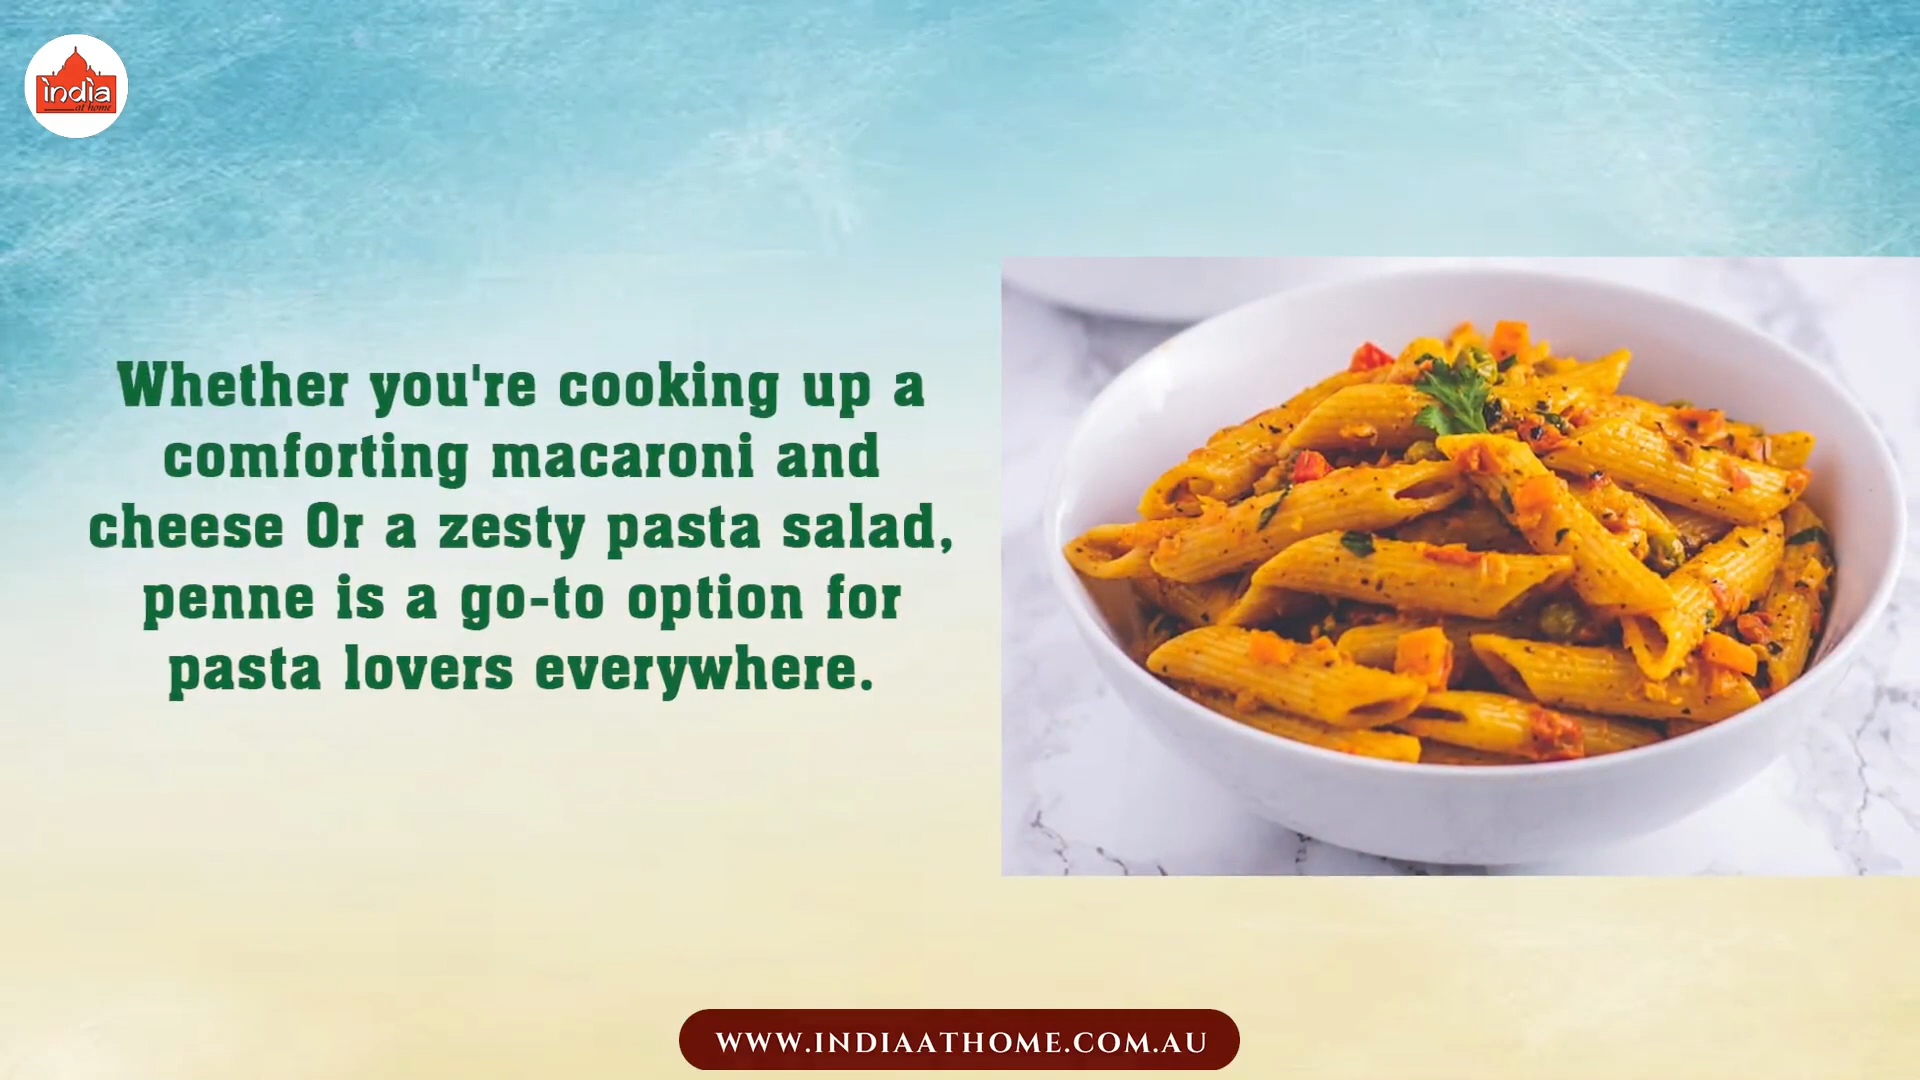 india
at home
Whether you're cooking up a
comforting macaroni and
cheese Or a zesty pasta salad,
penne is a go-to option for
pasta lovers everywhere.
WWW.INDIAATHOME.COM.AU